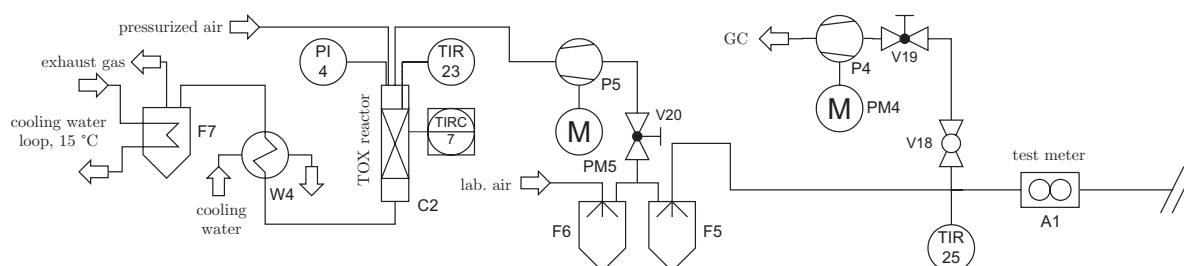 pressurized air
GC
V19
P4
exhaust gas
PI
4
TIR
23
P5
M
PM4
cooling water
loop, 15 °C
F7
TOX reactor
TIRC
7
M
V20
V18
PM5
test meter
W4
lab. air
cooling
water
C2
F6
F5
TIR
25
A1